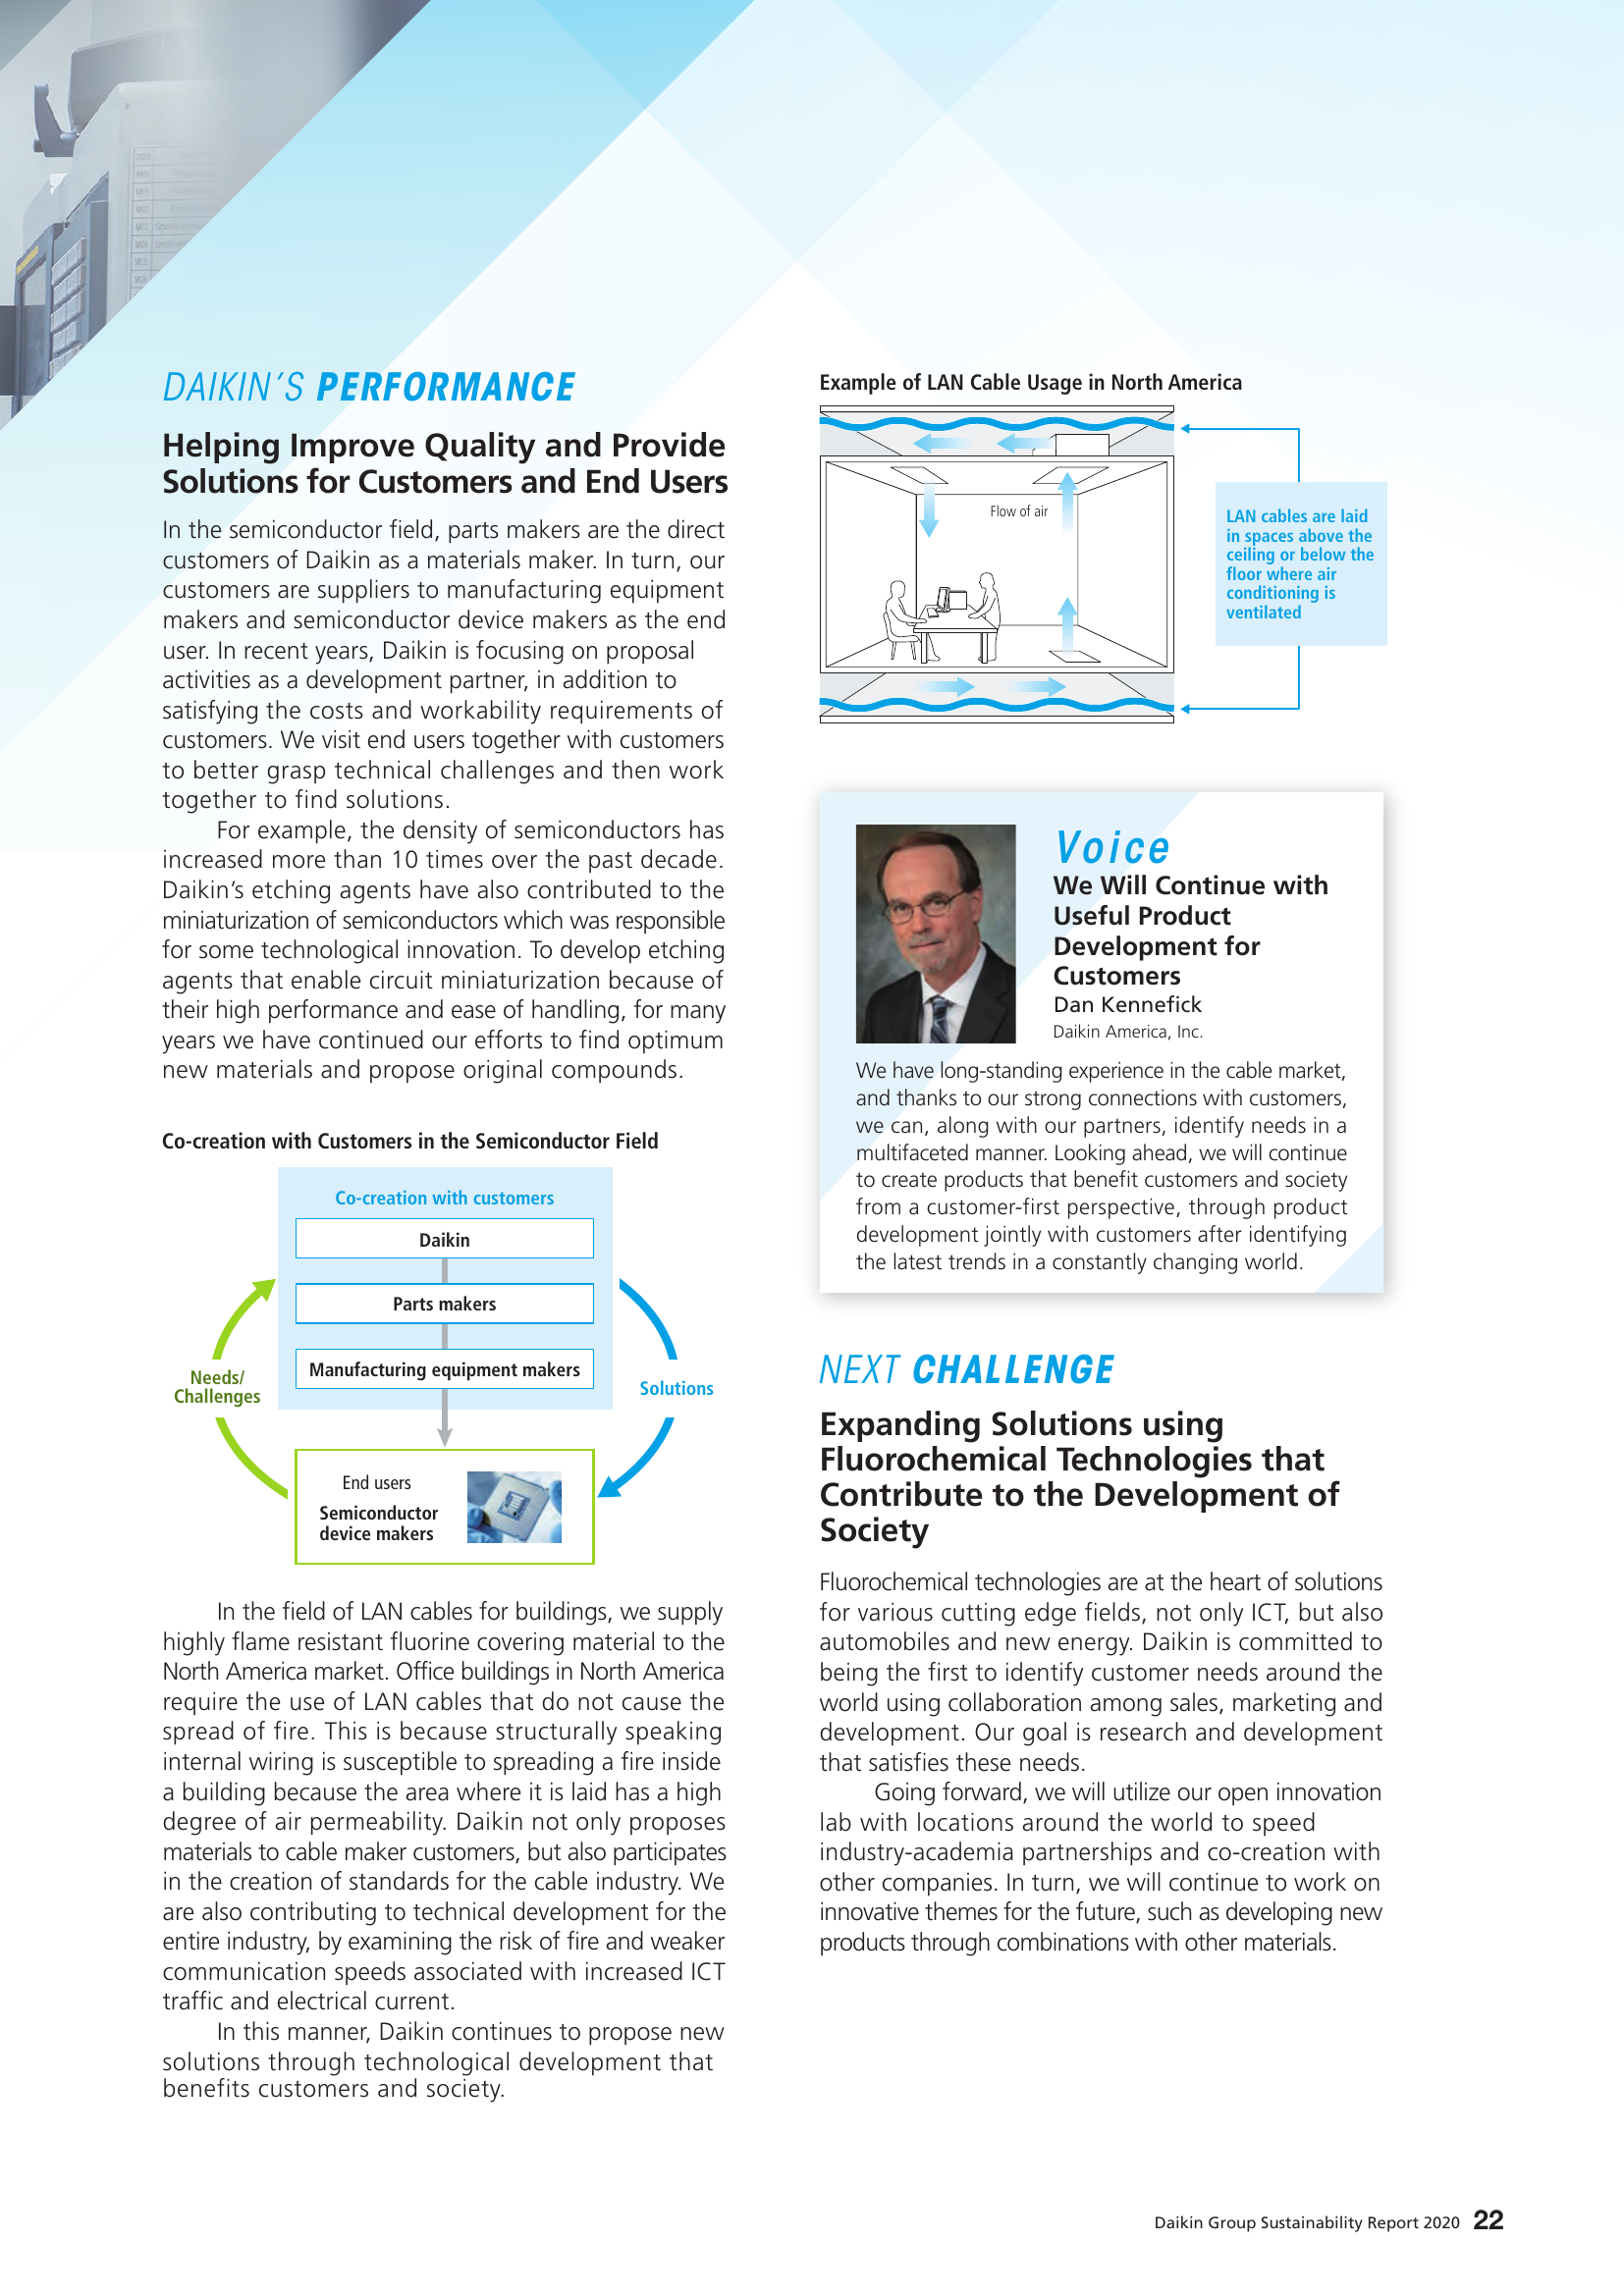 DAIKIN'S PERFORMANCE
Helping Improve Quality and Provide
Solutions for Customers and End Users
In the semiconductor field, parts makers are the direct
customers of Daikin as a materials maker. In turn, our
customers are suppliers to manufacturing equipment
makers and semiconductor device makers as the end
user. In recent years, Daikin is focusing on proposal
activities as a development partner, in addition to
satisfying the costs and workability requirements of
customers. We visit end users together with customers
to better grasp technical challenges and then work
together to find solutions.
For example, the density of semiconductors has
increased more than 10 times over the past decade.
Daikin’s etching agents have also contributed to the
miniaturization of semiconductors which was responsible
for some technological innovation. To develop etching
agents that enable circuit miniaturization because of
their high performance and ease of handling, for many
years we have continued our efforts to find optimum
new materials and propose original compounds.
Co-creation with Customers in the Semiconductor Field
Co-creation with customers
Daikin
Parts makers
Manufacturing equipment makers
Needs/
Challenges
Solutions
End users
Semiconductor
device makers
In the field of LAN cables for buildings, we supply
highly flame resistant fluorine covering material to the
North America market. Office buildings in North America
require the use of LAN cables that do not cause the
spread of fire. This is because structurally speaking
internal wiring is susceptible to spreading a fire inside
a building because the area where it is laid has a high
degree of air permeability. Daikin not only proposes
materials to cable maker customers, but also participates
in the creation of standards for the cable industry. We
are also contributing to technical development for the
entire industry, by examining the risk of fire and weaker
communication speeds associated with increased ICT
traffic and electrical current.
In this manner, Daikin continues to propose new
solutions through technological development that
benefits customers and society.
Example of LAN Cable Usage in North America
Flow of air
LAN cables are laid
in spaces above the
ceiling or below the
floor where air
conditioning is
ventilated
Voice
We Will Continue with
Useful Product
Development for
Customers
Dan Kennefick
Daikin America, Inc.
We have long-standing experience in the cable market,
and thanks to our strong connections with customers,
we can, along with our partners, identify needs in a
multifaceted manner. Looking ahead, we will continue
to create products that benefit customers and society
from a customer-first perspective, through product
development jointly with customers after identifying
the latest trends in a constantly changing world.
NEXT CHALLENGE
Expanding Solutions using
Fluorochemical Technologies that
Contribute to the Development of
Society
Fluorochemical technologies are at the heart of solutions
for various cutting edge fields, not only ICT, but also
automobiles and new energy. Daikin is committed to
being the first to identify customer needs around the
world using collaboration among sales, marketing and
development. Our goal is research and development
that satisfies these needs.
Going forward, we will utilize our open innovation
lab with locations around the world to speed
industry-academia partnerships and co-creation with
other companies. In turn, we will continue to work on
innovative themes for the future, such as developing new
products through combinations with other materials.
Daikin Group Sustainability Report 2020 22